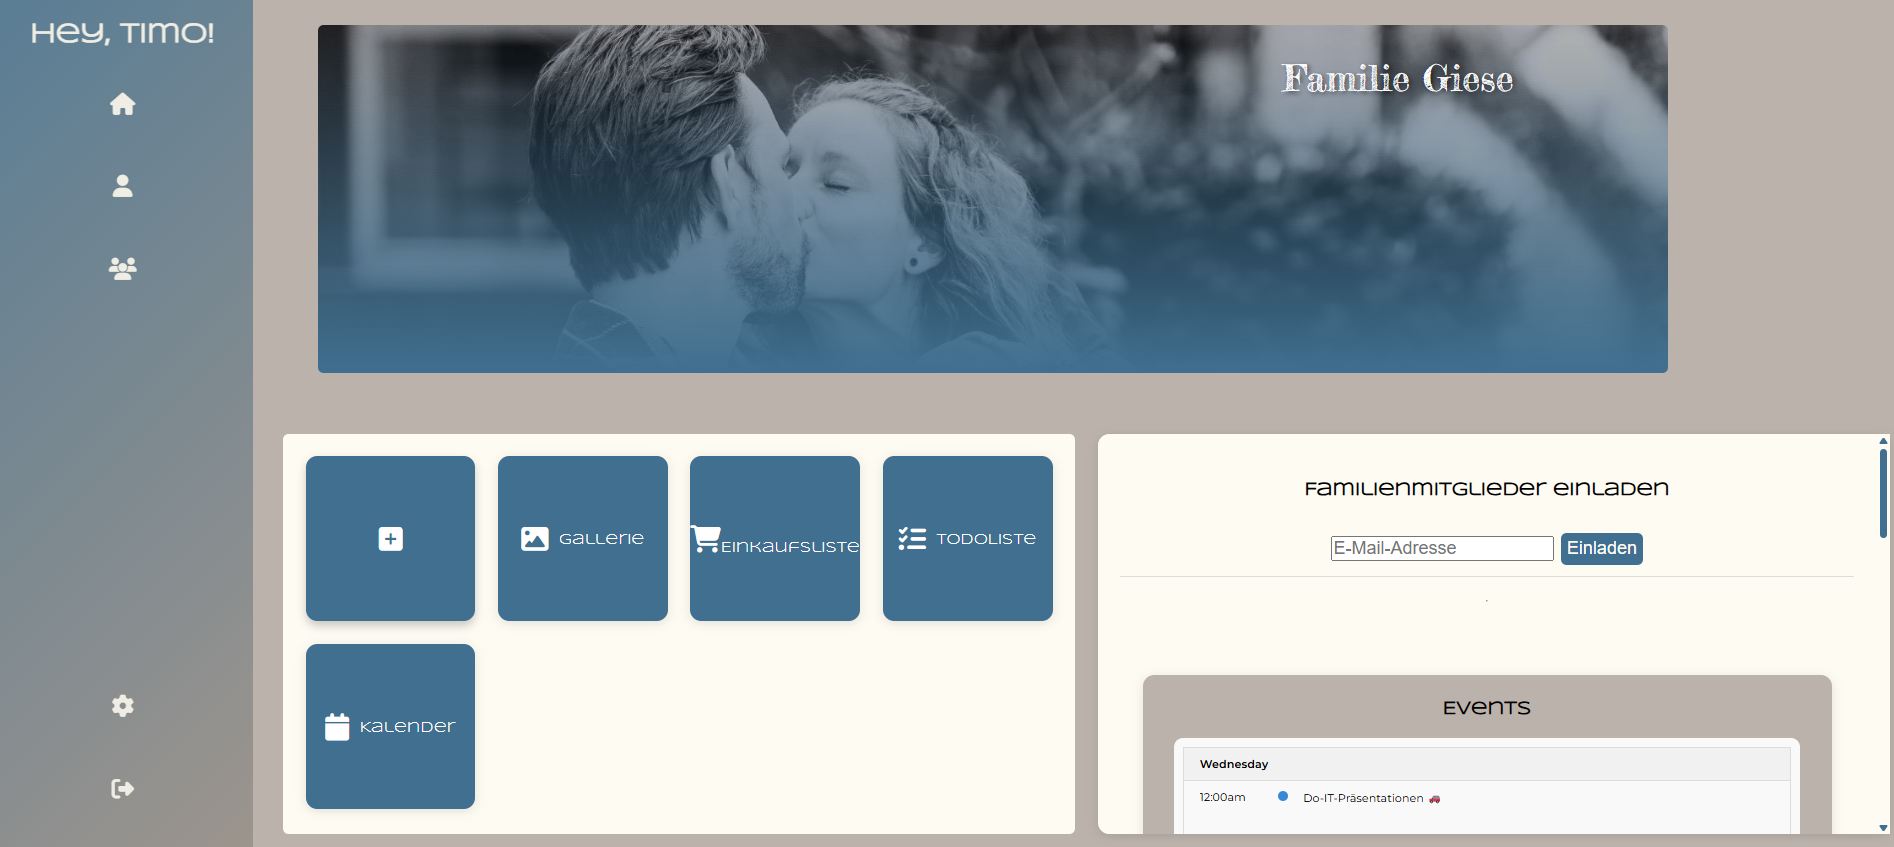 Hey, Timo!
Familie Giese
Gallerie
Einkaufsliste
Todoliste
Kalender
Familienmitglieder einladen
E-Mail-Adresse
Einladen
Events
Wednesday
12:00am Do-IT-Präsentationen 🚗